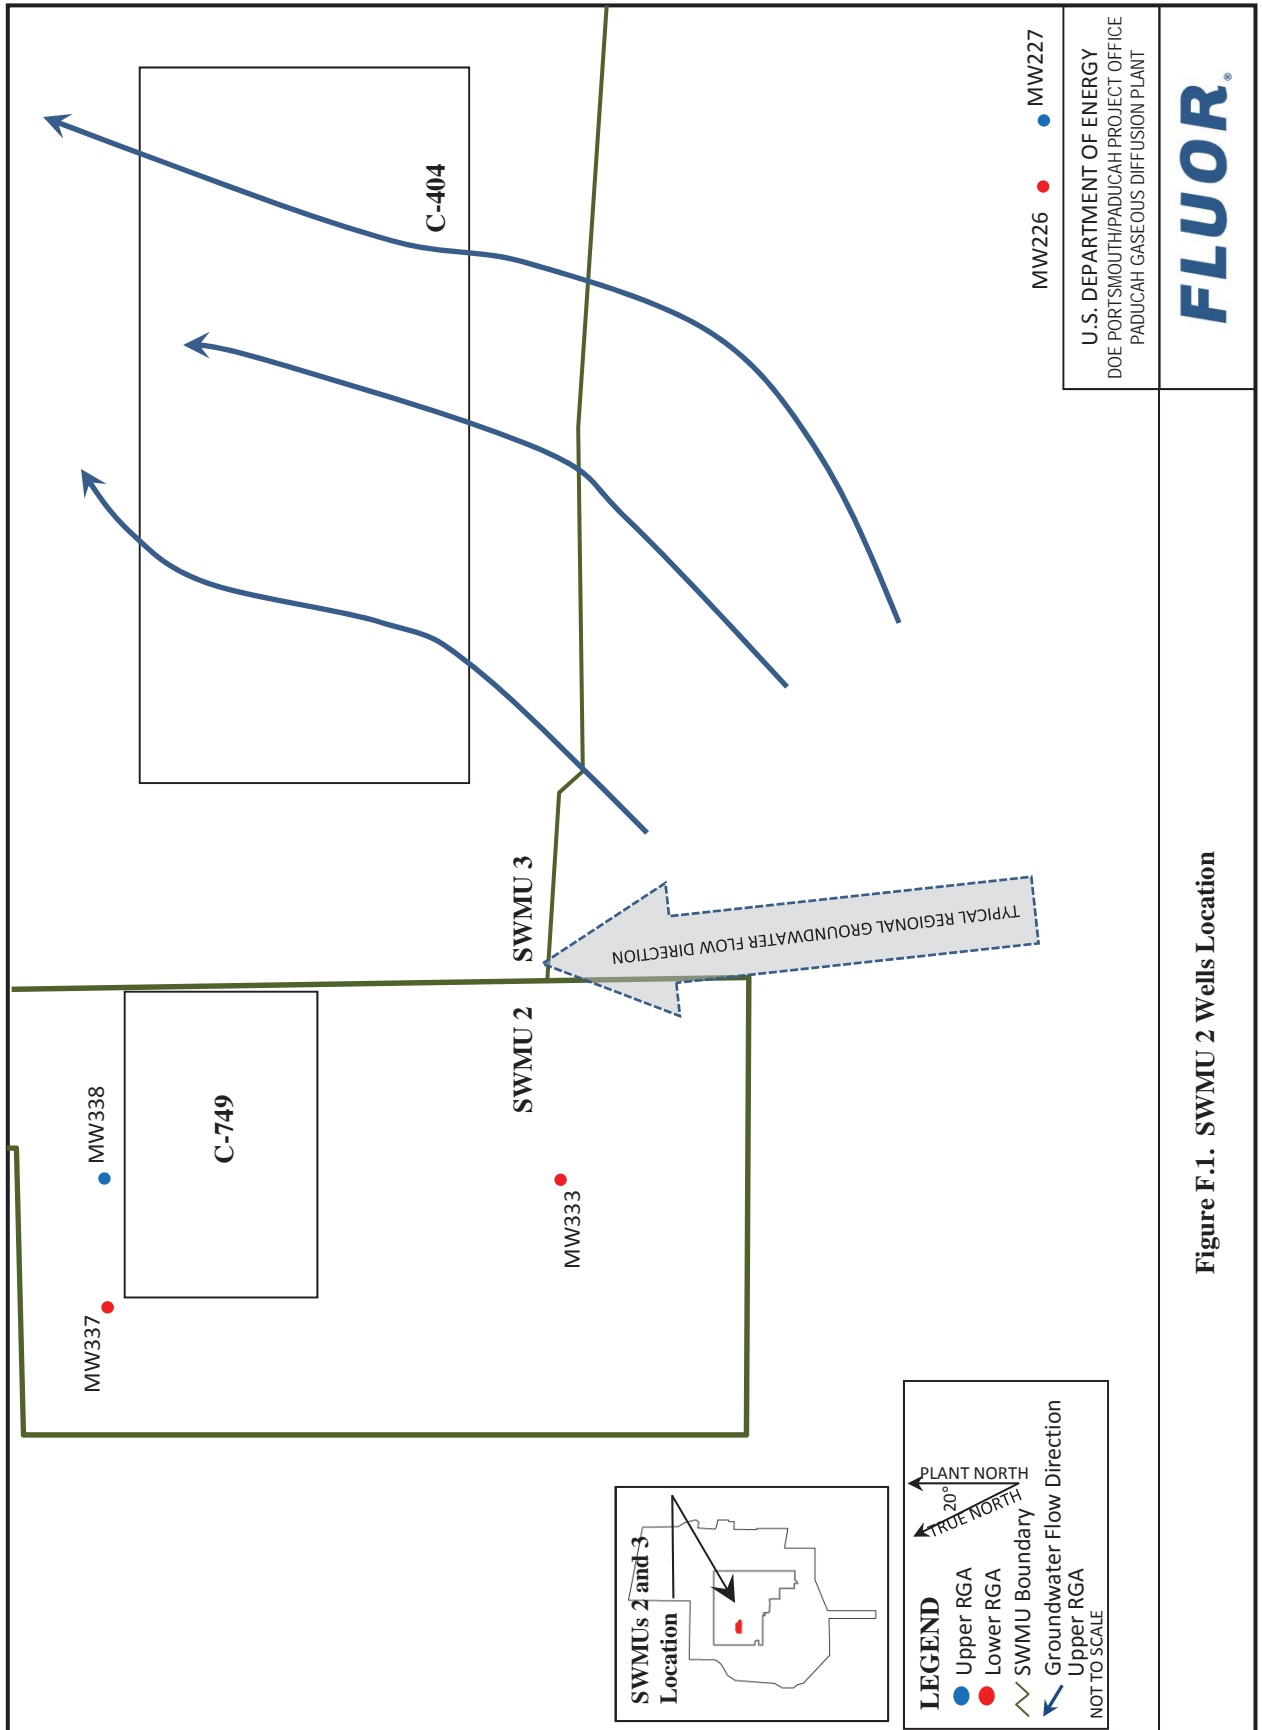 MW337
MW338
C-749
C-404
SWMU 2
SWMU 3
MW333
TYPICAL REGIONAL GROUNDWATER FLOW DIRECTION
MW226
MW227
SWMUs 2 and 3
Location
LEGEND
Upper RGA
Lower RGA
SWMU Boundary
Groundwater Flow Direction
Upper RGA
NOT TO SCALE
PLANT NORTH
20°
TRUE NORTH
U.S. DEPARTMENT OF ENERGY
DOE PORTSMOUTH/PADUCAH PROJECT OFFICE
PADUCAH GASEOUS DIFFUSION PLANT
FLUOR®
Figure F.1. SWMU 2 Wells Location